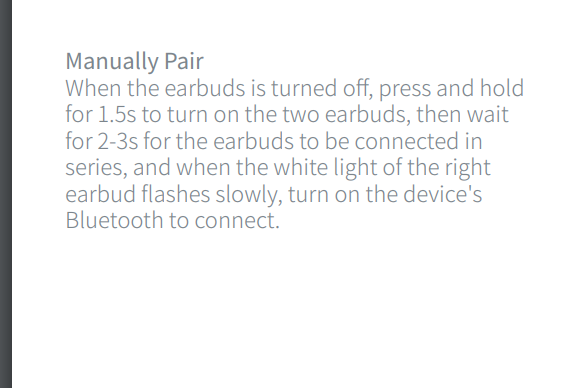 Manually Pair
When the earbuds is turned off, press and hold
for 1.5s to turn on the two earbuds, then wait
for 2-3s for the earbuds to be connected in
series, and when the white light of the right
earbud flashes slowly, turn on the device's
Bluetooth to connect.